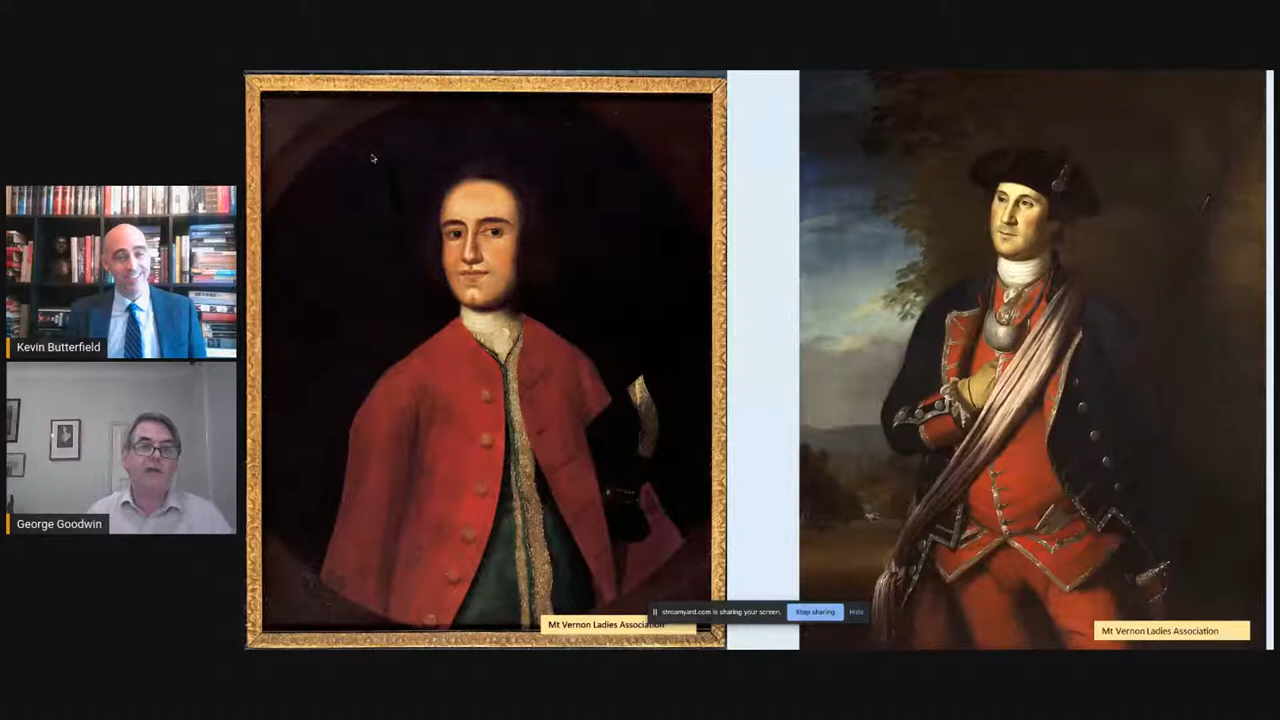 Kevin Butterfield
George Goodwin
Mt Vernon Ladies Association
streamyard.com is sharing your screen.
Stop sharing
Hide
Mt Vernon Ladies Association